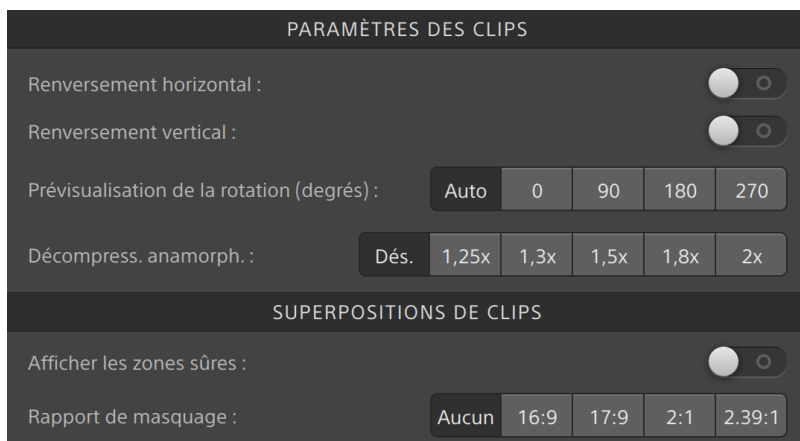 PARAMÈTRES DES CLIPS
Renversement horizontal :
Renversement vertical :
Prévisualisation de la rotation (degrés) : Auto 0 90 180 270
Décompress. anamorph. : Dés. 1,25x 1,3x 1,5x 1,8x 2x
SUPERPOSITIONS DE CLIPS
Afficher les zones sûres :
Rapport de masquage : Aucun 16:9 17:9 2:1 2.39:1